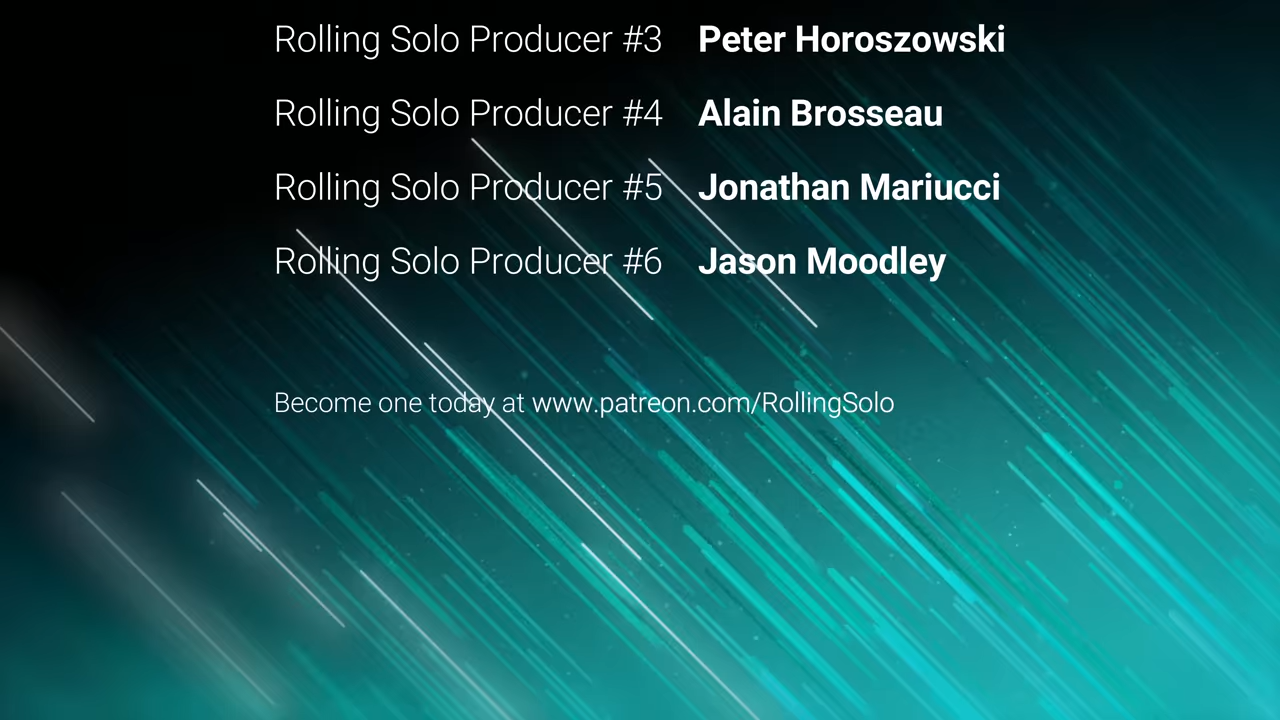 Rolling Solo Producer #3 Peter Horoszowski
Rolling Solo Producer #4 Alain Brosseau
Rolling Solo Producer #5 Jonathan Mariucci
Rolling Solo Producer #6 Jason Moodley
Become one today at www.patreon.com/RollingSolo